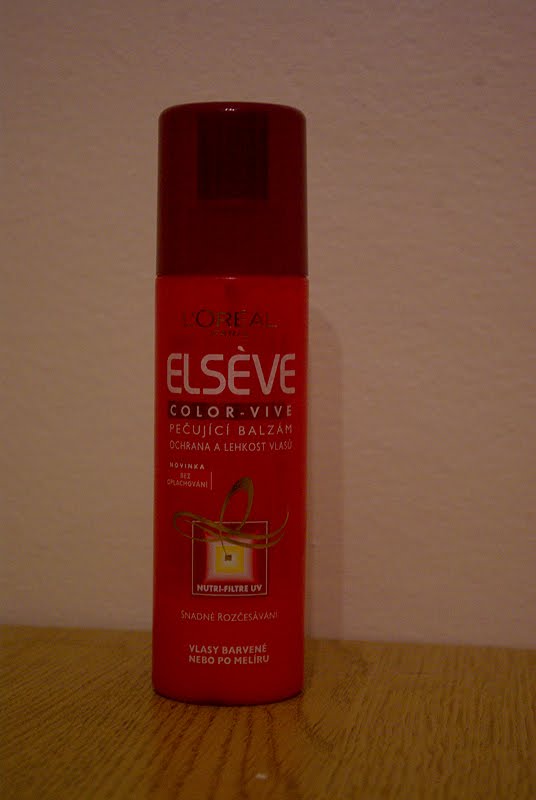 L'ORÉAL
ELSÈVE
COLOR-VIVE
PEČUJÍCÍ BALZÁM
OCHRANA A LEHKOST VLASŮ
NOVINKA
BEZ
OPLACHOVÁNÍ
NUTRI-FILTRE UV
SNADNÉ ROZČESÁVÁNÍ
VLASY BARVENÉ
NEBO PO MELÍRU